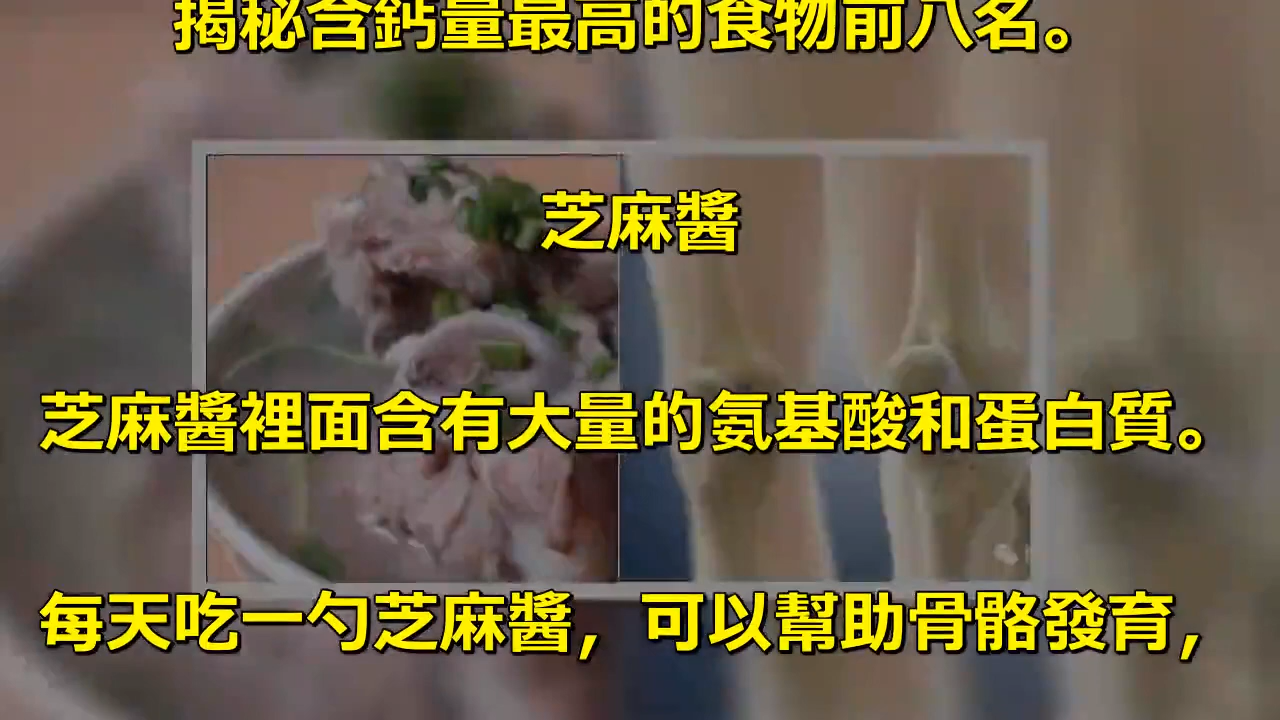 揭秘含鈣量最高的食物前八名。
芝麻醬
芝麻醬裡面含有大量的氨基酸和蛋白質。
每天吃一勺芝麻醬，可以幫助骨骼發育，